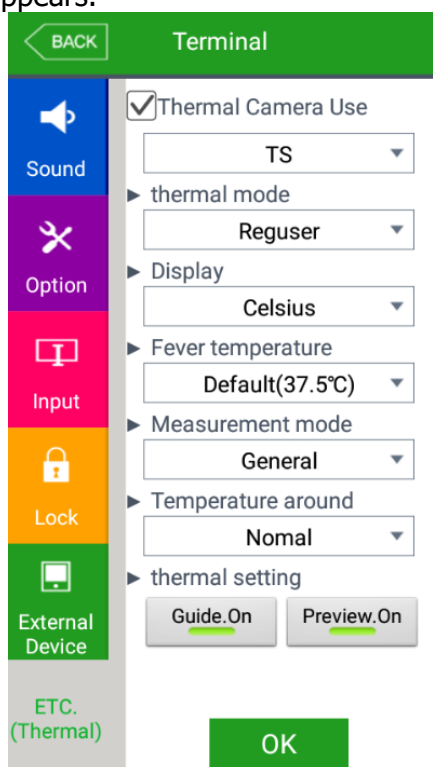 ppears.
BACK
Terminal
Sound
Option
Input
Lock
External
Device
ETC.
(Thermal)
Thermal Camera Use
TS
thermal mode
Reguser
Display
Celsius
Fever temperature
Default(37.5℃)
Measurement mode
General
Temperature around
Nomal
thermal setting
Guide.On
Preview.On
OK